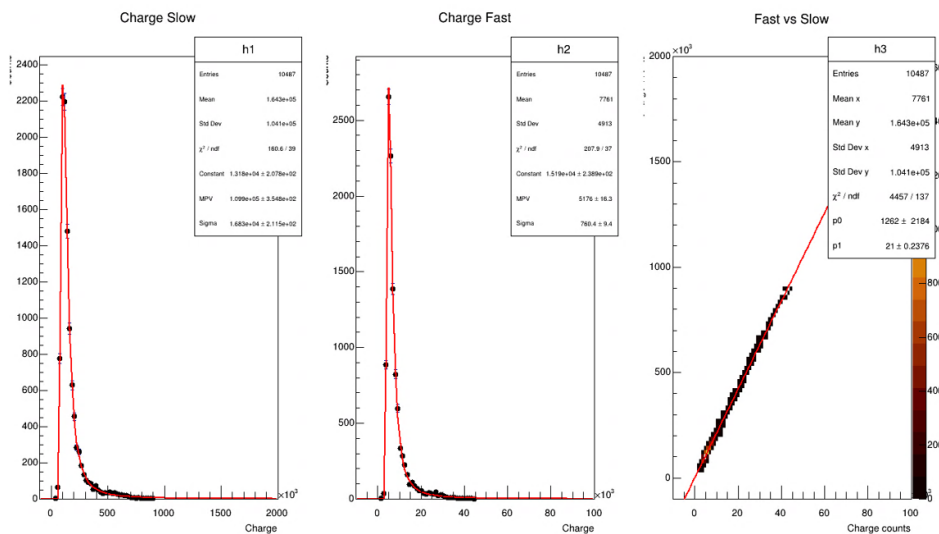 Charge Slow
h1
Entries 10487
Mean 1.643e+05
Std Dev 1.041e+05
χ² / ndf 160.6 / 39
Constant 1.318e+04 ± 2.078e+02
MPV 1.099e+05 ± 3.548e+02
Sigma 1.683e+04 ± 2.115e+02
2400
2200
2000
1800
1600
1400
1200
1000
800
600
400
200
0
0 500 1000 1500 2000
×10³
Charge
Charge Fast
h2
Entries 10487
Mean 7761
Std Dev 4913
χ² / ndf 207.9 / 37
Constant 1.519e+04 ± 2.389e+02
MPV 5176 ± 16.3
Sigma 760.4 ± 9.4
2500
2000
1500
1000
500
0
0 20 40 60 80 100
×10³
Charge
Fast vs Slow
h3
Entries 10487
Mean x 7761
Mean y 1.643e+05
Std Dev x 4913
Std Dev y 1.041e+05
χ² / ndf 4457 / 137
p0 1262 ± 2184
p1 21 ± 0.2376
×10³
2000
1500
1000
500
0
0 20 40 60 80 100
Charge counts